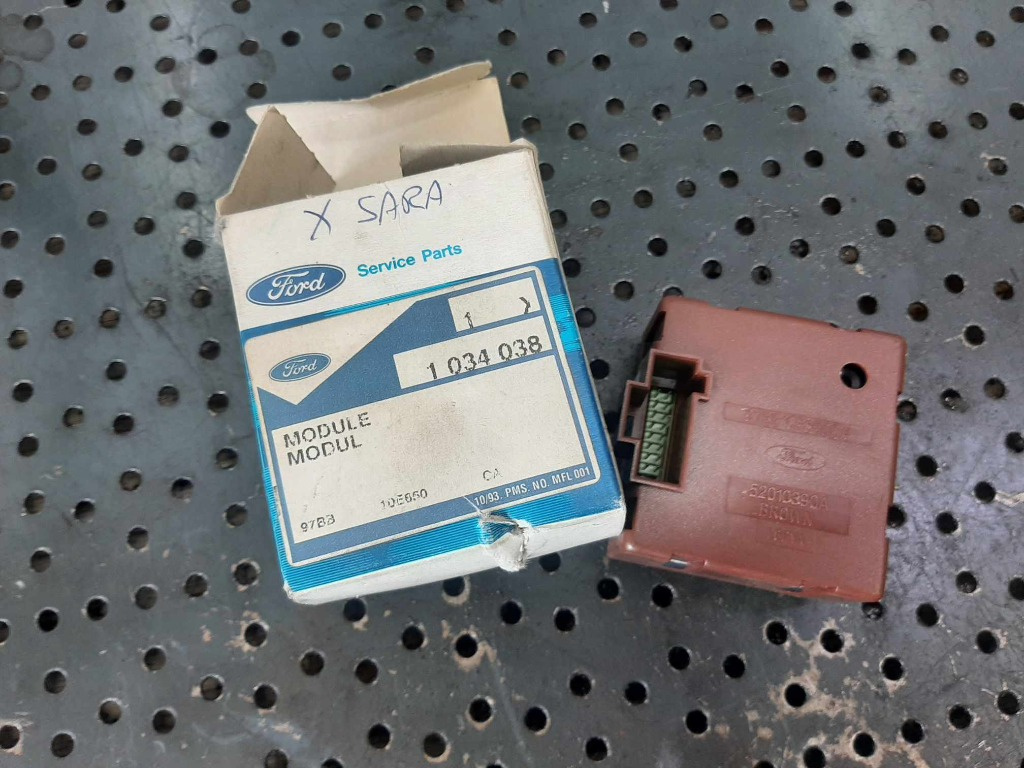 X SARA
Ford
Service Parts
Ford
1
1 034 038
MODULE
MODUL
97BB 10E660 CA
10/93. PMS. NO. MFL 001
Ford
BROWN